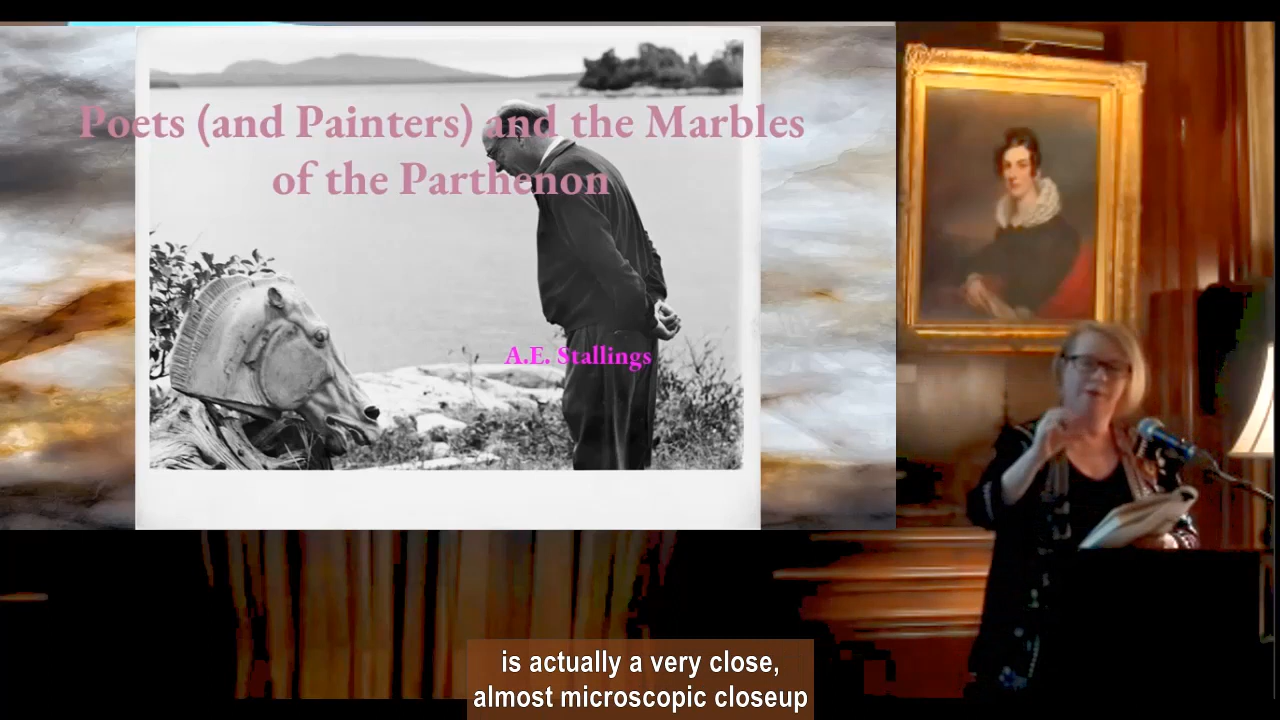 Poets (and Painters) and the Marbles
of the Parthenon
A.E. Stallings
is actually a very close,
almost microscopic closeup